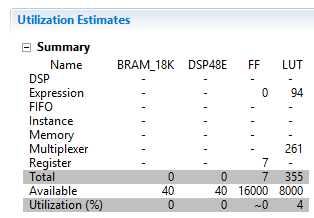 Utilization Estimates
Summary
Name BRAM_18K DSP48E FF LUT
DSP - - - -
Expression - - 0 94
FIFO - - - -
Instance - - - -
Memory - - - -
Multiplexer - - - 261
Register - - 7 -
Total 0 0 7 355
Available 40 40 16000 8000
Utilization (%) 0 0 ~0 4